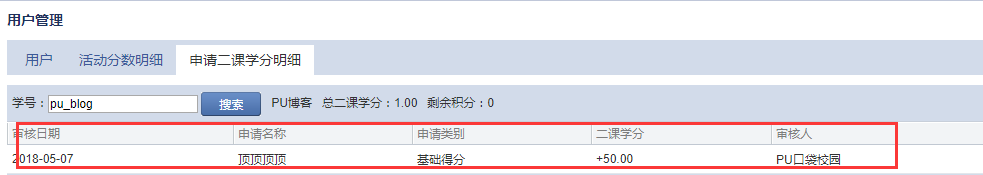 用户管理
用户 活动分数明细 申请二课学分明细
学号：pu_blog 搜索 PU博客 总二课学分：1.00 剩余积分：0
审核日期 申请名称 申请类别 二课学分 审核人
2018-05-07 顶顶顶顶 基础得分 +50.00 PU口袋校园